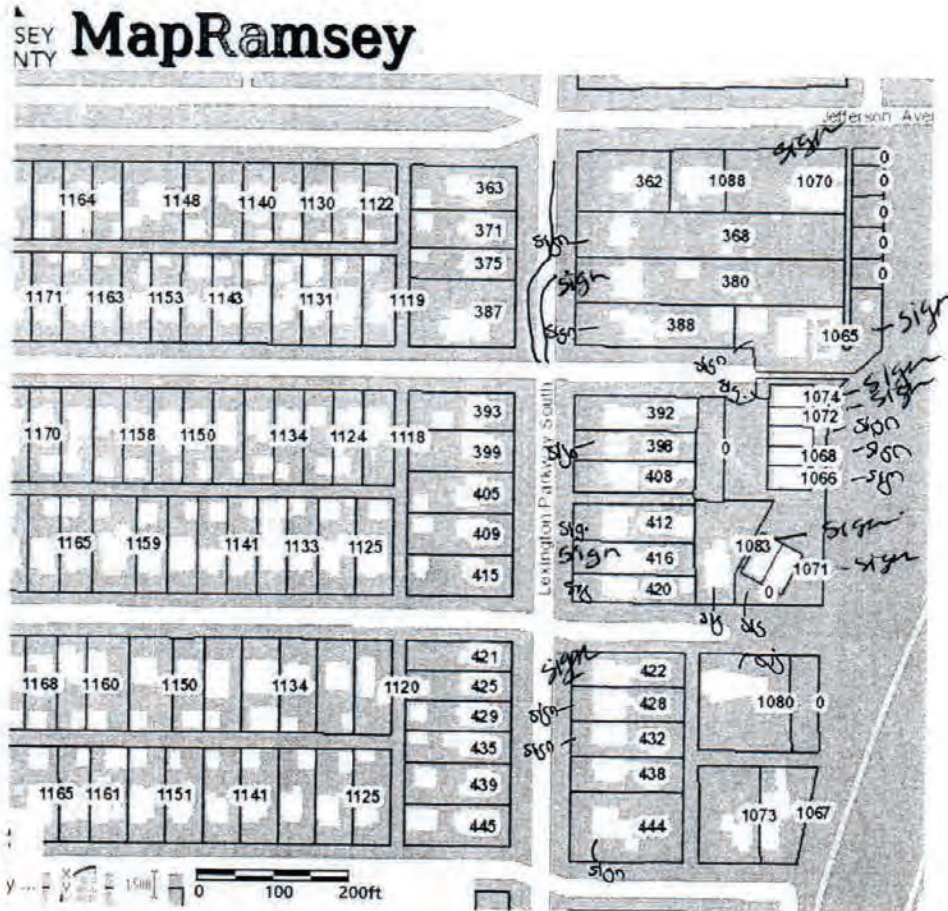 SEY
NTY
MapRamsey
Jefferson Ave
sign
1164 1148 1140 1130 1122 363 362 1088 1070 0
0
371 0
sign 368 0
375 0
sign 380 0
1171 1163 1153 1143 1131 1119 387
sign 388 1065 sign
sign
sign
1074 sign
393 392 1072
1170 1158 1150 1134 1124 1118 sign
399 398 0 1068 sign
408 1066 sign
405
Lexington Parkway South
409 412 sign
1165 1159 1141 1133 1125 sign 416 1083 1071 sign
415 420 0
421 sign 422
1168 1160 1150 1134 1120 425 1080 0
429 sign 428
435 sign 432
439 438
1165 1161 1151 1141 1125 1073 1067
445 444
sign
0 100 200ft